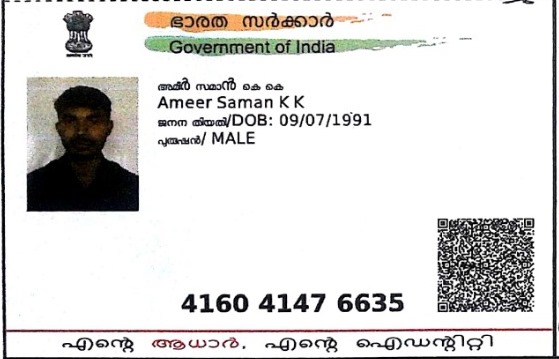 ഭാരത സർക്കാർ
Government of India
അമീർ സമാൻ കെ കെ
Ameer Saman K K
ജനന തിയതി/DOB: 09/07/1991
പുരുഷൻ/ MALE
4160 4147 6635
എന്റെ ആധാർ, എന്റെ ഐഡന്റിറ്റി